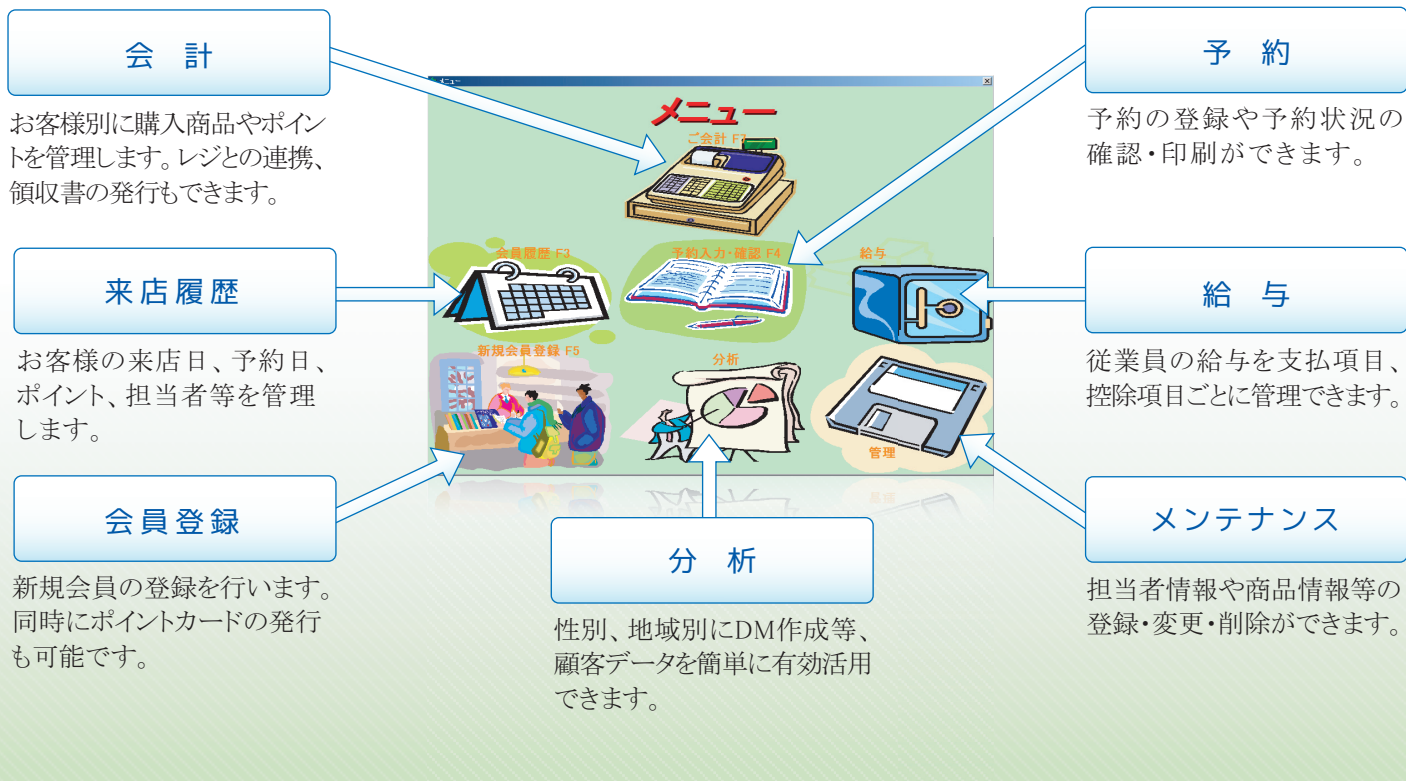 会 計
お客様別に購入商品やポイン
トを管理します。レジとの連携、
領収書の発行もできます。
来店履歴
お客様の来店日、予約日、
ポイント、担当者等を管理
します。
会員登録
新規会員の登録を行います。
同時にポイントカードの発行
も可能です。
メニュー
メニュー
ご会計
会員履歴 F3
予約入力・確認 F4
給与
新規会員登録 F5
分析
管理
分 析
性別、地域別にDM作成等、
顧客データを簡単に有効活用
できます。
予 約
予約の登録や予約状況の
確認・印刷ができます。
給 与
従業員の給与を支払項目、
控除項目ごとに管理できます。
メンテナンス
担当者情報や商品情報等の
登録・変更・削除ができます。